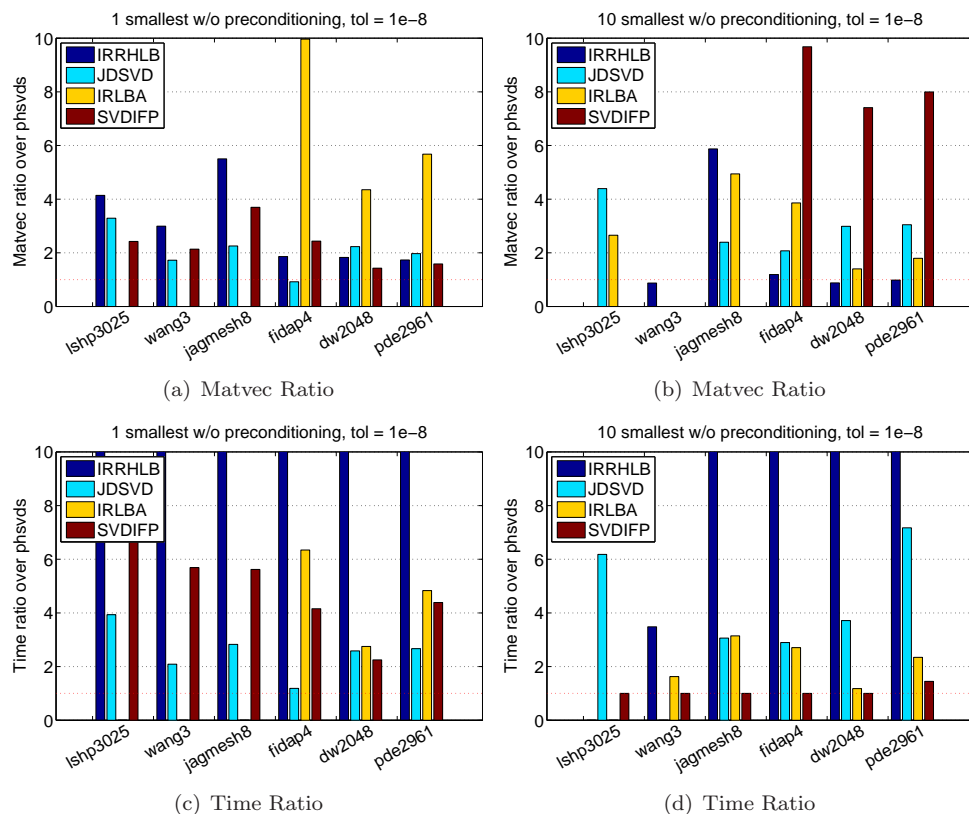 1 smallest w/o preconditioning, tol = 1e−8
Matvec ratio over phsvds
10
8
6
4
2
0
IRRHLB
JDSVD
IRLBA
SVDIFP
lshp3025
wang3
jagmesh8
fidap4
dw2048
pde2961
(a) Matvec Ratio
10 smallest w/o preconditioning, tol = 1e−8
Matvec ratio over phsvds
10
8
6
4
2
0
IRRHLB
JDSVD
IRLBA
SVDIFP
lshp3025
wang3
jagmesh8
fidap4
dw2048
pde2961
(b) Matvec Ratio
1 smallest w/o preconditioning, tol = 1e−8
Time ratio over phsvds
10
8
6
4
2
0
IRRHLB
JDSVD
IRLBA
SVDIFP
lshp3025
wang3
jagmesh8
fidap4
dw2048
pde2961
(c) Time Ratio
10 smallest w/o preconditioning, tol = 1e−8
Time ratio over phsvds
10
8
6
4
2
0
IRRHLB
JDSVD
IRLBA
SVDIFP
lshp3025
wang3
jagmesh8
fidap4
dw2048
pde2961
(d) Time Ratio